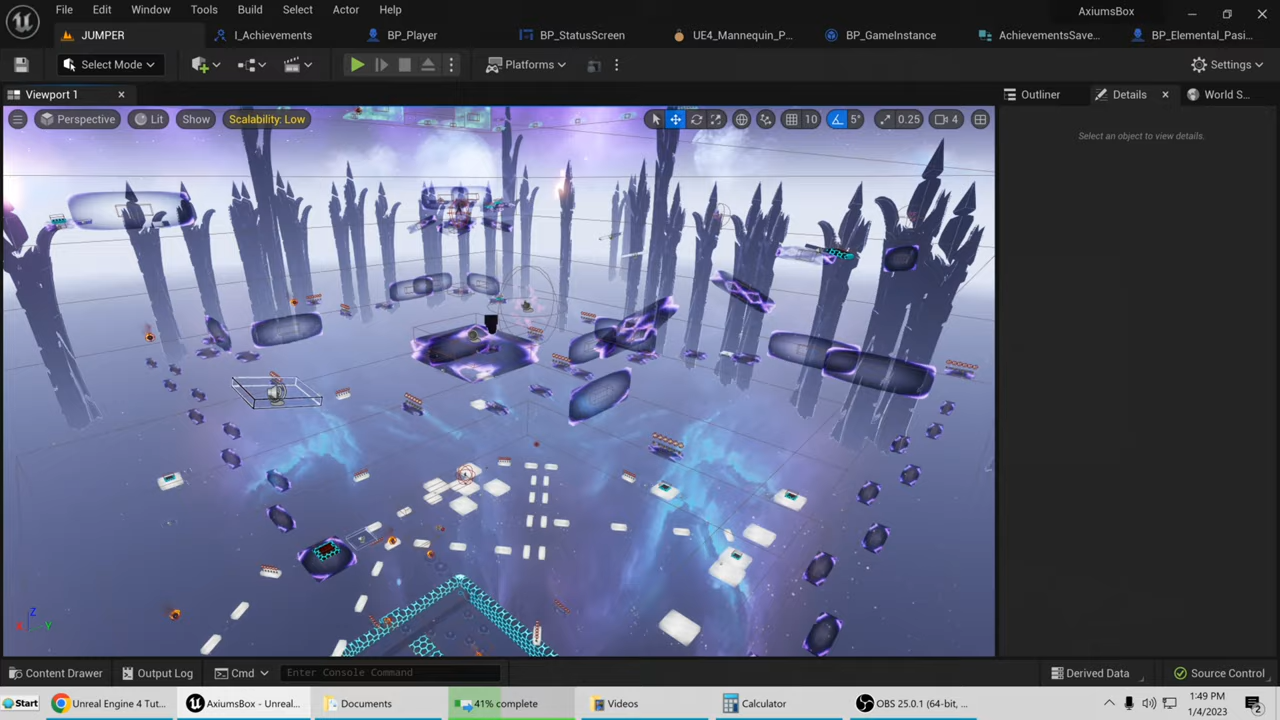 File Edit Window Tools Build Select Actor Help AxiumsBox
JUMPER I_Achievements BP_Player BP_StatusScreen UE4_Mannequin_P... BP_GameInstance AchievementsSave... BP_Elemental_Pasi...
Select Mode Platforms Settings
Viewport 1 Outliner Details World S...
Perspective Lit Show Scalability: Low 10 5° 0.25 4
Select an object to view details.
Z
X Y
Content Drawer Output Log Cmd Enter Console Command Derived Data Source Control
Start Unreal Engine 4 Tut... AxiumsBox - Unreal... Documents 41% complete Videos Calculator OBS 25.0.1 (64-bit, ... 1:49 PM
1/4/2023 2